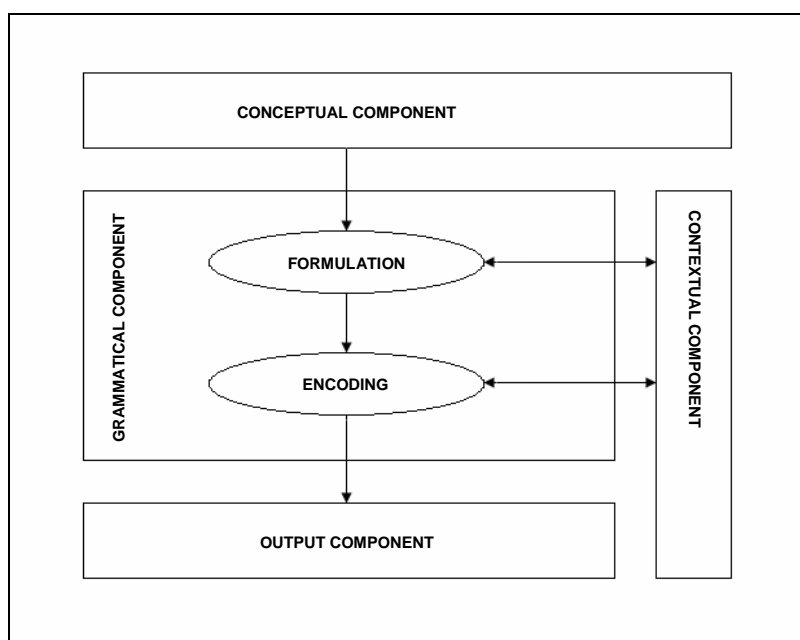 CONCEPTUAL COMPONENT
GRAMMATICAL COMPONENT
FORMULATION
ENCODING
CONTEXTUAL COMPONENT
OUTPUT COMPONENT